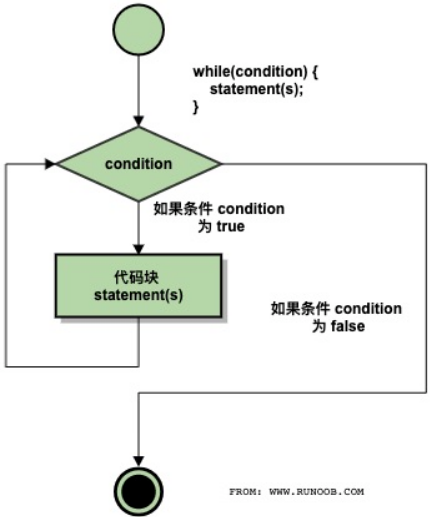 while(condition) {
statement(s);
}
condition
如果条件 condition
为 true
代码块
statement(s)
如果条件 condition
为 false
FROM: WWW.RUNOOB.COM